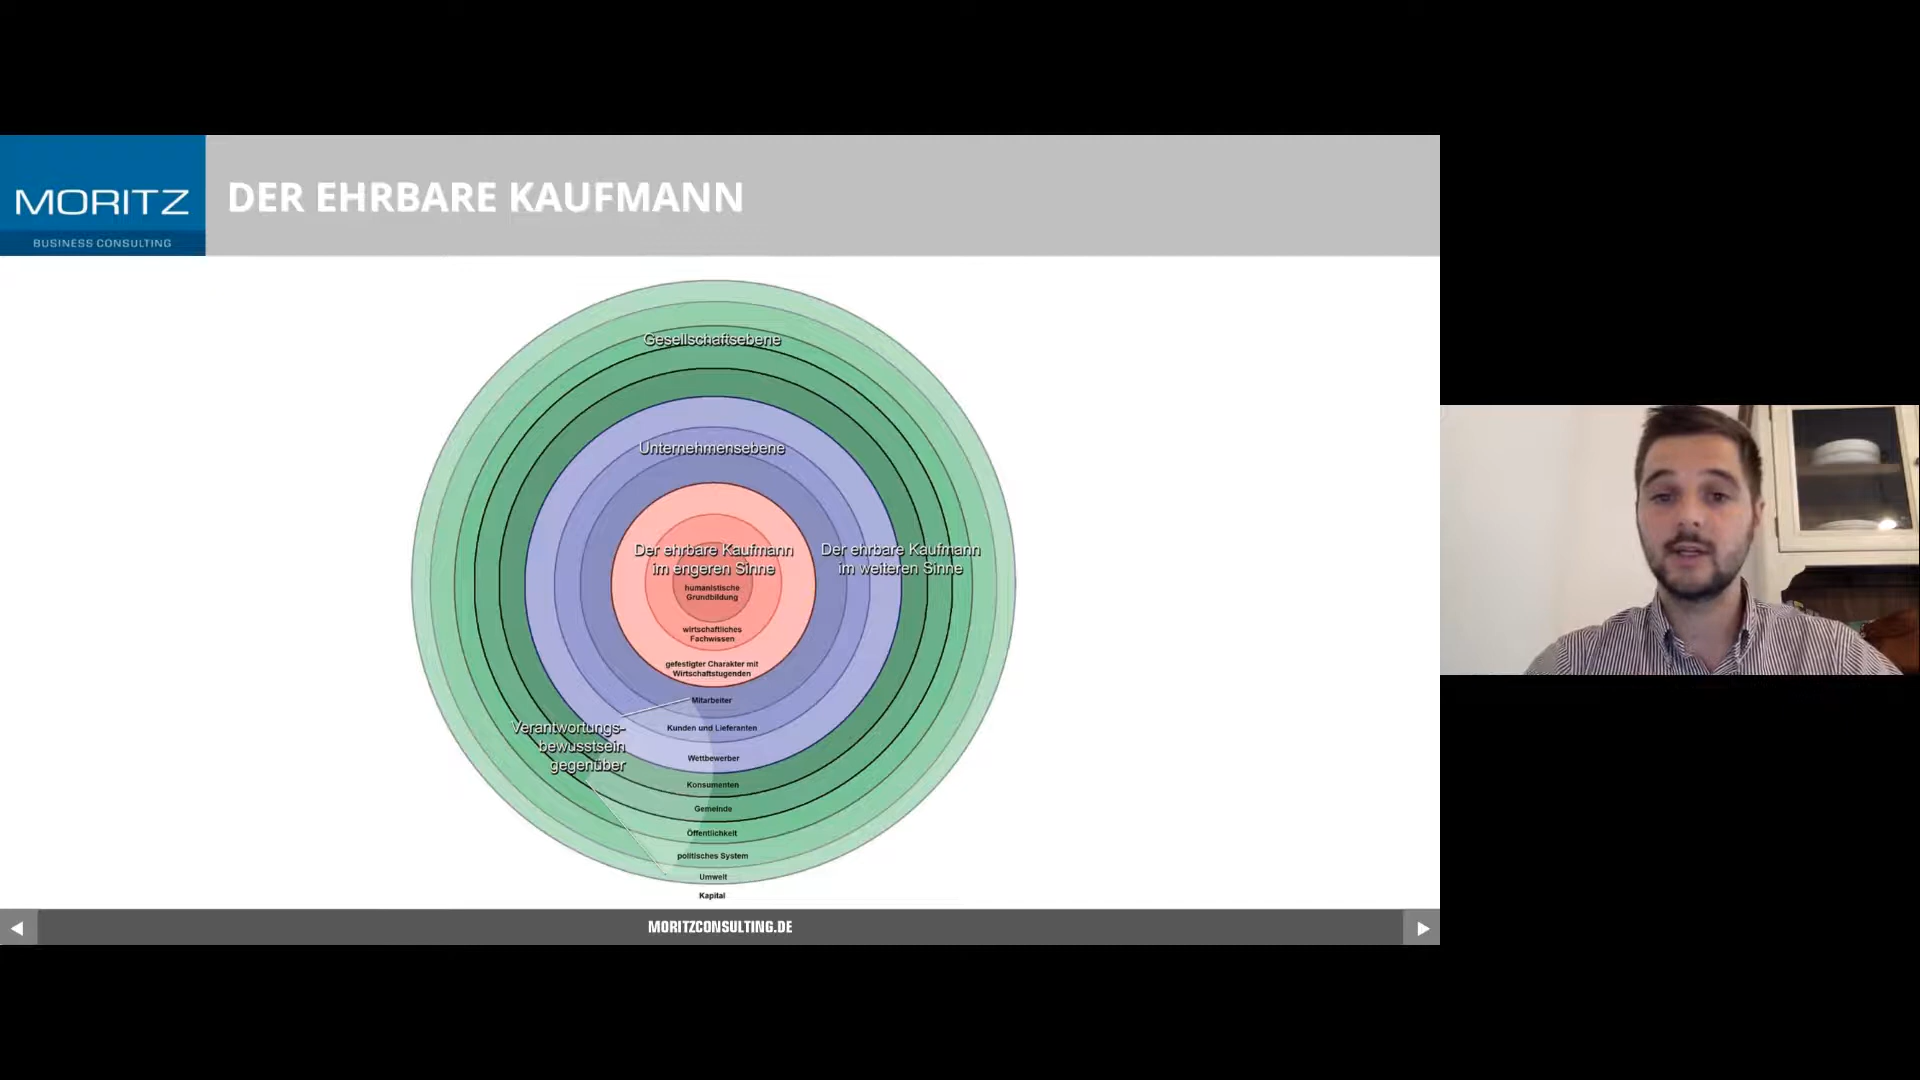 MORITZ
BUSINESS CONSULTING
DER EHRBARE KAUFMANN
Gesellschaftsebene
Unternehmensebene
Der ehrbare Kaufmann
im engeren Sinne
Der ehrbare Kaufmann
im weiteren Sinne
humanistische
Grundbildung
wirtschaftliches
Fachwissen
gefestigter Charakter mit
Wirtschaftstugenden
Mitarbeiter
Verantwortungs-
bewusstsein
gegenüber
Kunden und Lieferanten
Wettbewerber
Konsumenten
Gemeinde
Öffentlichkeit
politisches System
Umwelt
Kapital
MORITZCONSULTING.DE